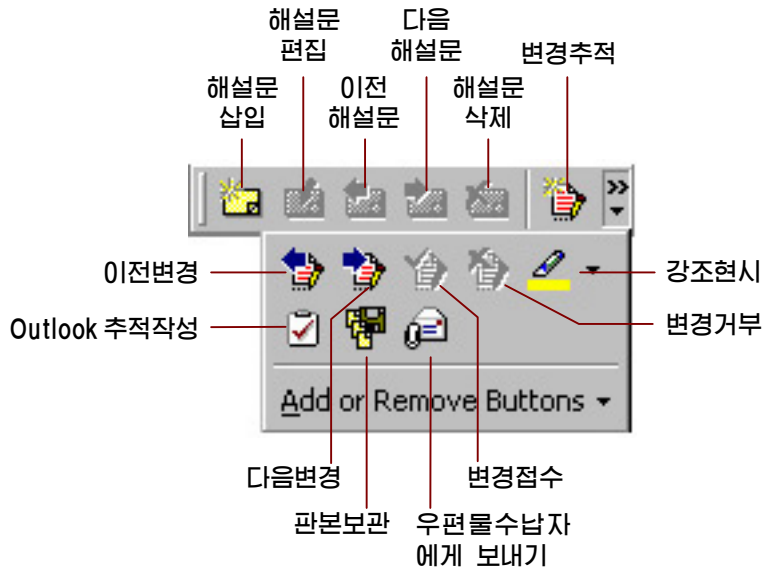 해설문
편집
다음
해설문
변경추적
해설문
삽입
이전
해설문
해설문
삭제
이전변경
강조현시
Outlook 추적작성
변경거부
Add or Remove Buttons
다음변경
변경접수
판본보관
우편물수납자
에게 보내기